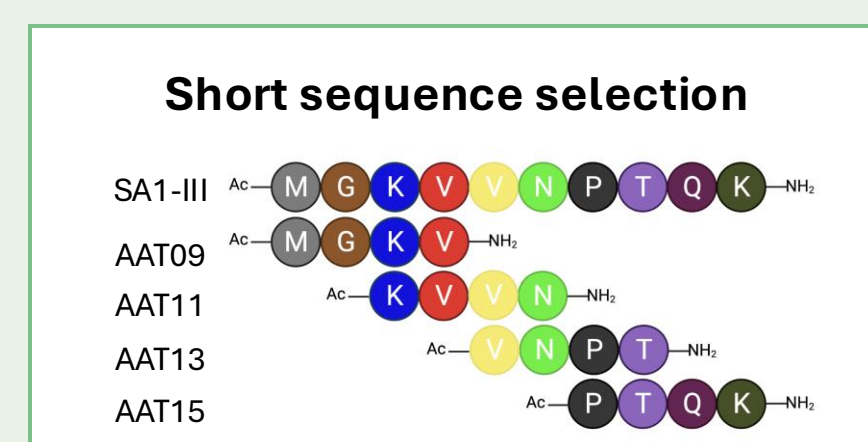 Short sequence selection
SA1-III Ac M G K V V N P T Q K NH₂
AAT09 Ac M G K V NH₂
AAT11 Ac K V V N NH₂
AAT13 Ac V N P T NH₂
AAT15 Ac P T Q K NH₂